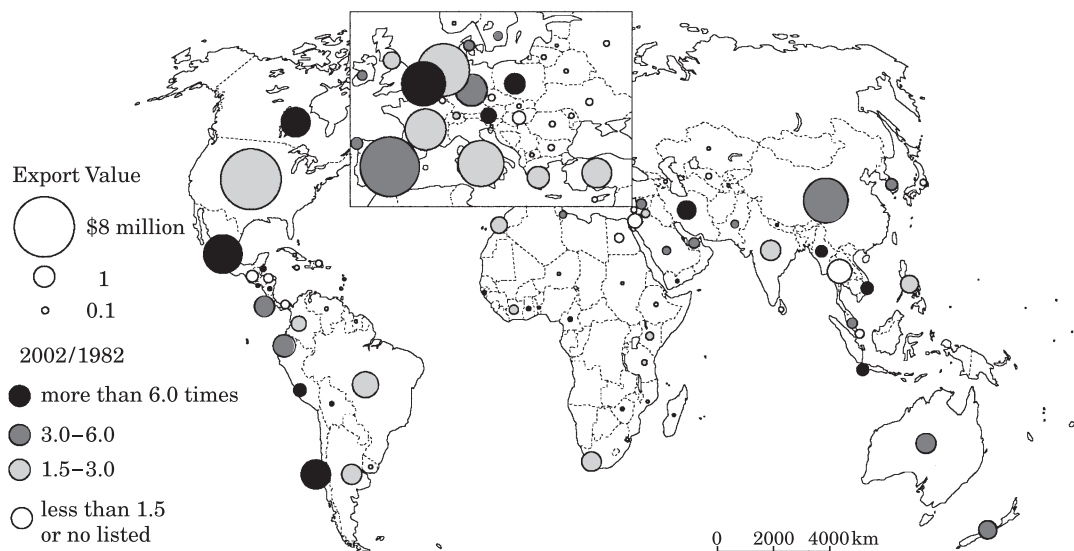 Export Value
$8 million
1
0.1
2002/1982
more than 6.0 times
3.0–6.0
1.5–3.0
less than 1.5
or no listed
0 2000 4000km